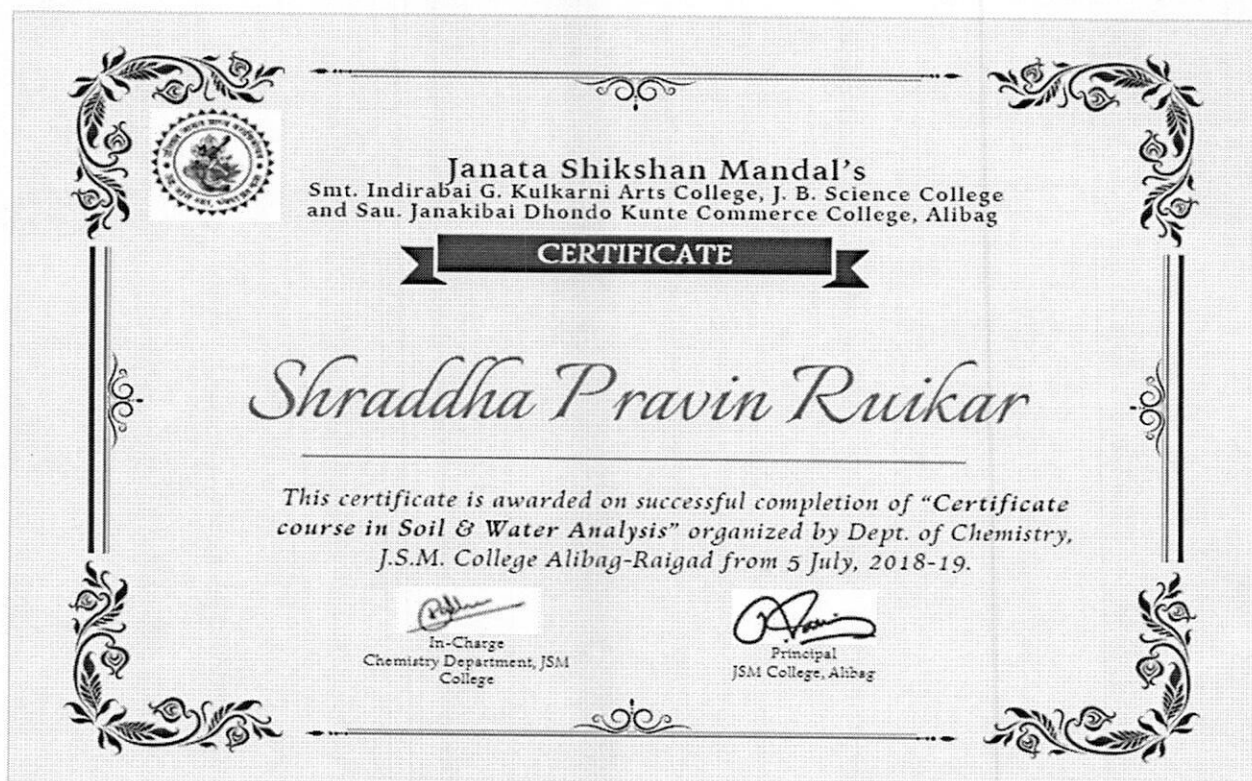 Janata Shikshan Mandal's
Smt. Indirabai G. Kulkarni Arts College, J. B. Science College
and Sau. Janakibai Dhondo Kunte Commerce College, Alibag
CERTIFICATE
Shraddha Pravin Ruikar
This certificate is awarded on successful completion of “Certificate
course in Soil & Water Analysis” organized by Dept. of Chemistry,
J.S.M. College Alibag-Raigad from 5 July, 2018-19.
In-Charge
Chemistry Department, JSM
College
Principal
JSM College, Alibag